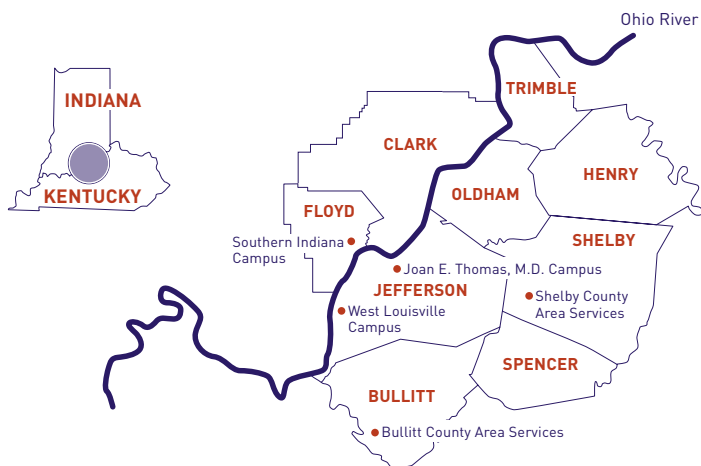 Ohio River
INDIANA
KENTUCKY
TRIMBLE
CLARK
HENRY
OLDHAM
FLOYD
SHELBY
Southern Indiana
Campus
Joan E. Thomas, M.D. Campus
JEFFERSON
Shelby County
Area Services
West Louisville
Campus
SPENCER
BULLITT
Bullitt County Area Services